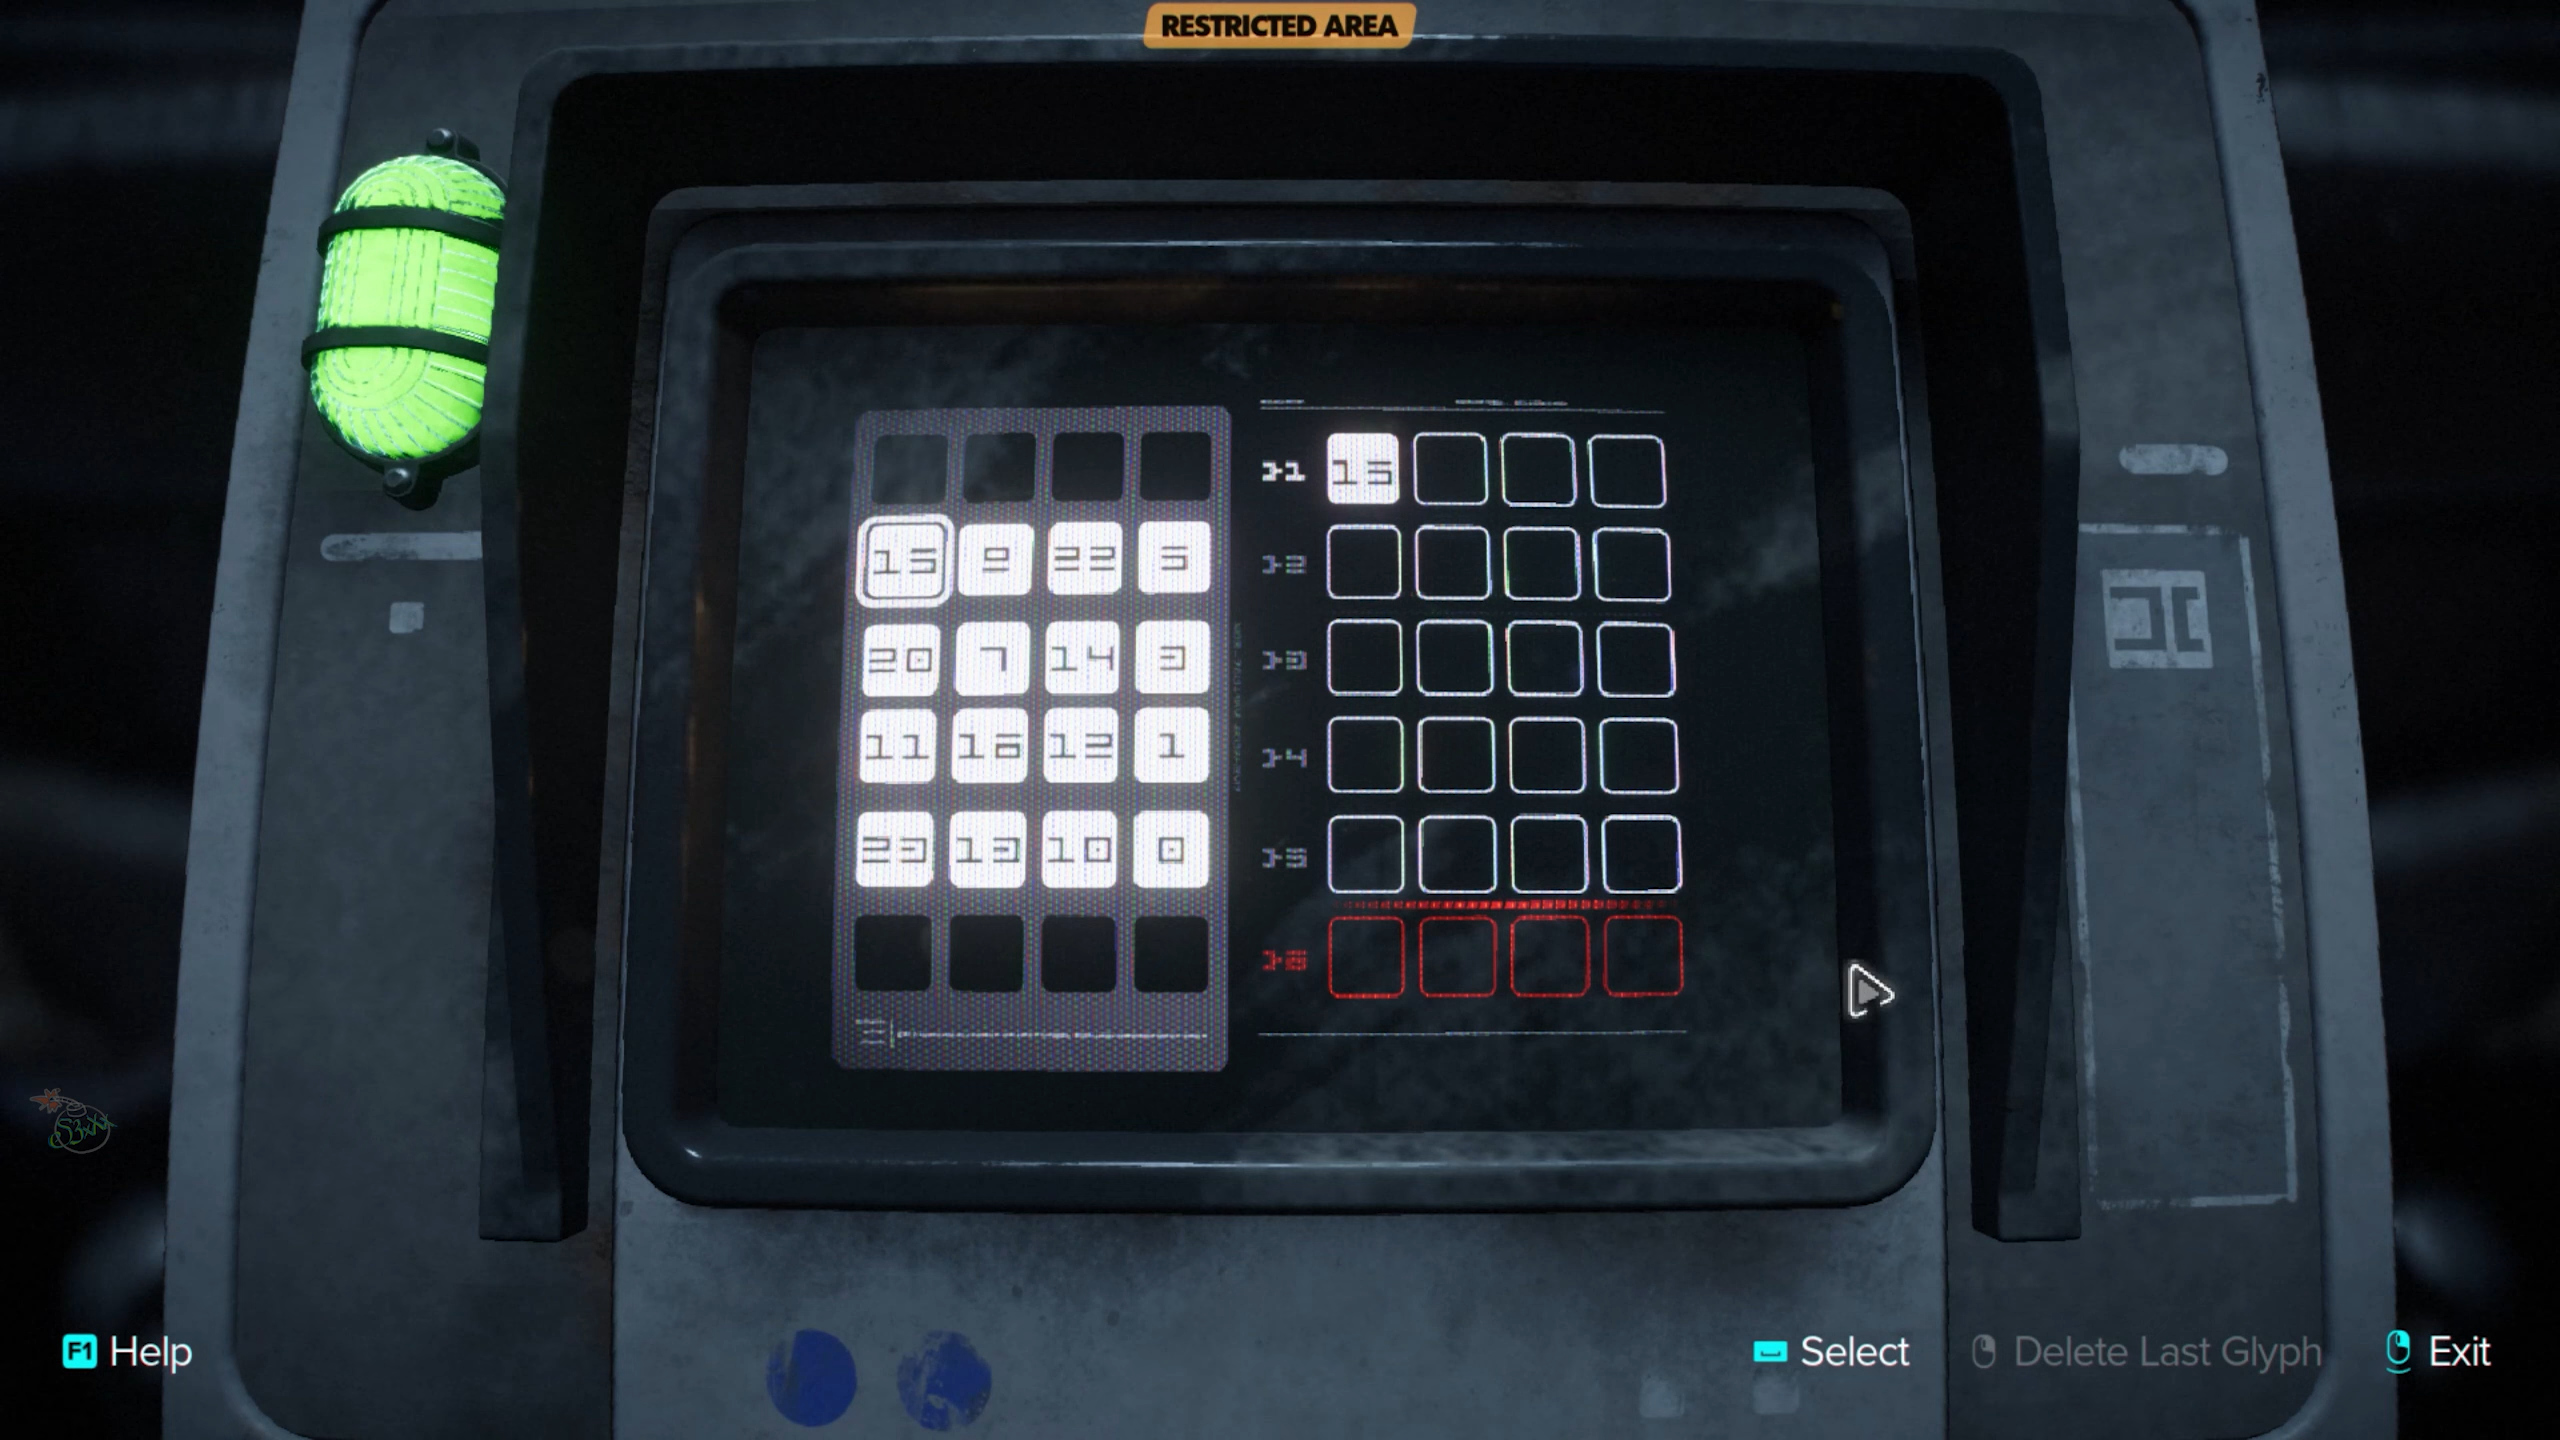 RESTRICTED AREA
15 9 22 5
20 7 14 3
11 16 12 1
23 13 10 0
1 15
2
3
4
5
6
F1 Help
Select
Delete Last Glyph
Exit